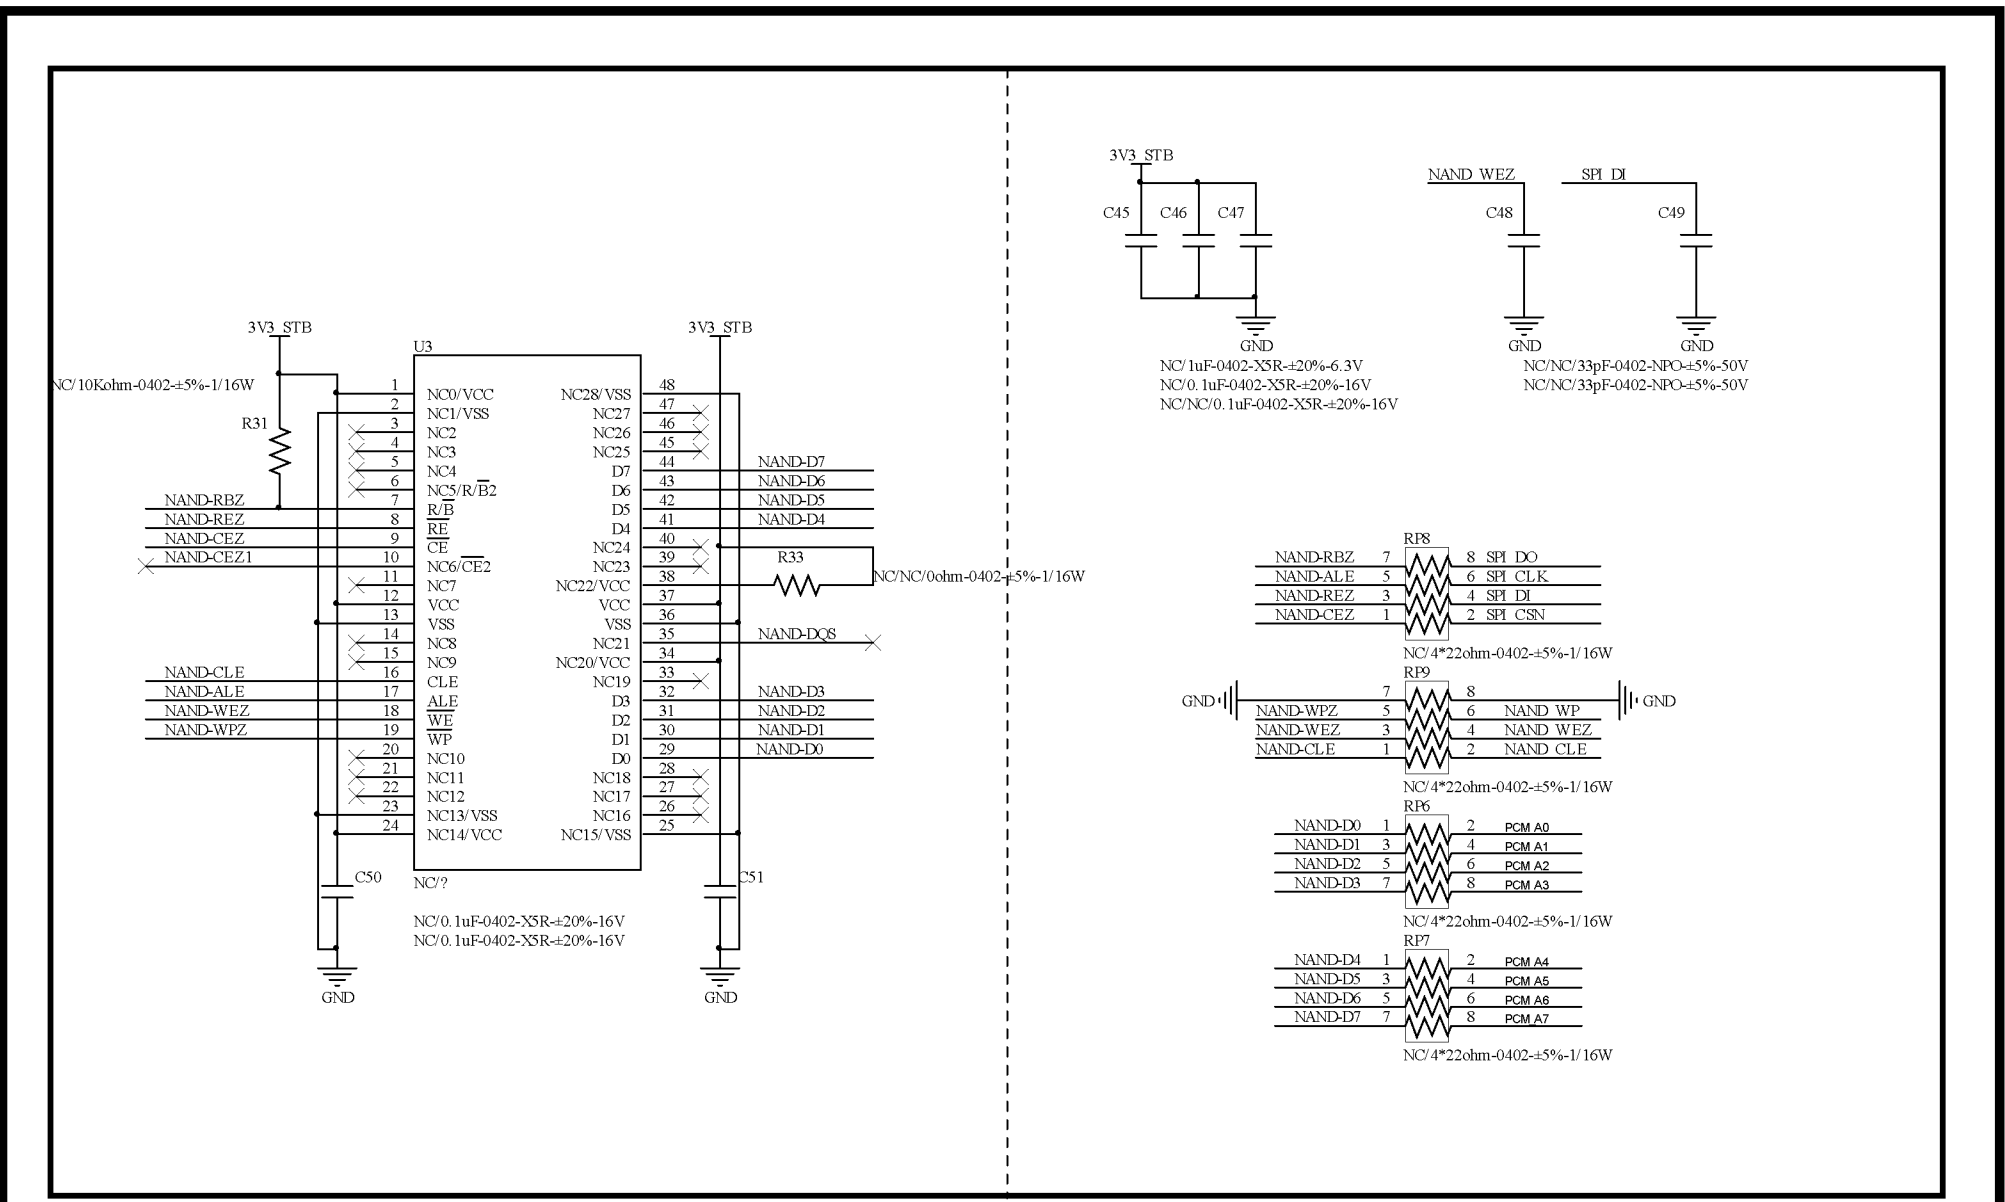 3V3_STB
3V3_STB
U3
NC/10Kohm-0402-±5%-1/16W
R31
1 NC0/VCC NC28/VSS 48
2 NC1/VSS NC27 47
3 NC2 NC26 46
4 NC3 NC25 45
5 NC4 D7 44 NAND-D7
6 NC5/R/B2 D6 43 NAND-D6
NAND-RBZ 7 R/B D5 42 NAND-D5
NAND-REZ 8 RE D4 41 NAND-D4
NAND-CEZ 9 CE NC24 40
NAND-CEZ1 10 NC6/CE2 NC23 39 R33
11 NC7 NC22/VCC 38 NC/NC/0ohm-0402-±5%-1/16W
12 VCC VCC 37
13 VSS VSS 36
14 NC8 NC21 35 NAND-DQS
15 NC9 NC20/VCC 34
NAND-CLE 16 CLE NC19 33
NAND-ALE 17 ALE D3 32 NAND-D3
NAND-WEZ 18 WE D2 31 NAND-D2
NAND-WPZ 19 WP D1 30 NAND-D1
20 NC10 D0 29 NAND-D0
21 NC11 NC18 28
22 NC12 NC17 27
23 NC13/VSS NC16 26
24 NC14/VCC NC15/VSS 25
C50 NC/? C51
NC/0.1uF-0402-X5R-±20%-16V
NC/0.1uF-0402-X5R-±20%-16V
GND
GND
3V3_STB
C45 C46 C47
GND
NC/1uF-0402-X5R-±20%-6.3V
NC/0.1uF-0402-X5R-±20%-16V
NC/NC/0.1uF-0402-X5R-±20%-16V
NAND_WEZ SPI_DI
C48 C49
GND GND
NC/NC/33pF-0402-NPO-±5%-50V
NC/NC/33pF-0402-NPO-±5%-50V
RP8
NAND-RBZ 7 8 SPI_DO
NAND-ALE 5 6 SPI_CLK
NAND-REZ 3 4 SPI_DI
NAND-CEZ 1 2 SPI_CSN
NC/4*22ohm-0402-±5%-1/16W
RP9
GND 7 8 GND
NAND-WPZ 5 6 NAND_WP
NAND-WEZ 3 4 NAND_WEZ
NAND-CLE 1 2 NAND_CLE
NC/4*22ohm-0402-±5%-1/16W
RP6
NAND-D0 1 2 PCM_A0
NAND-D1 3 4 PCM_A1
NAND-D2 5 6 PCM_A2
NAND-D3 7 8 PCM_A3
NC/4*22ohm-0402-±5%-1/16W
RP7
NAND-D4 1 2 PCM_A4
NAND-D5 3 4 PCM_A5
NAND-D6 5 6 PCM_A6
NAND-D7 7 8 PCM_A7
NC/4*22ohm-0402-±5%-1/16W